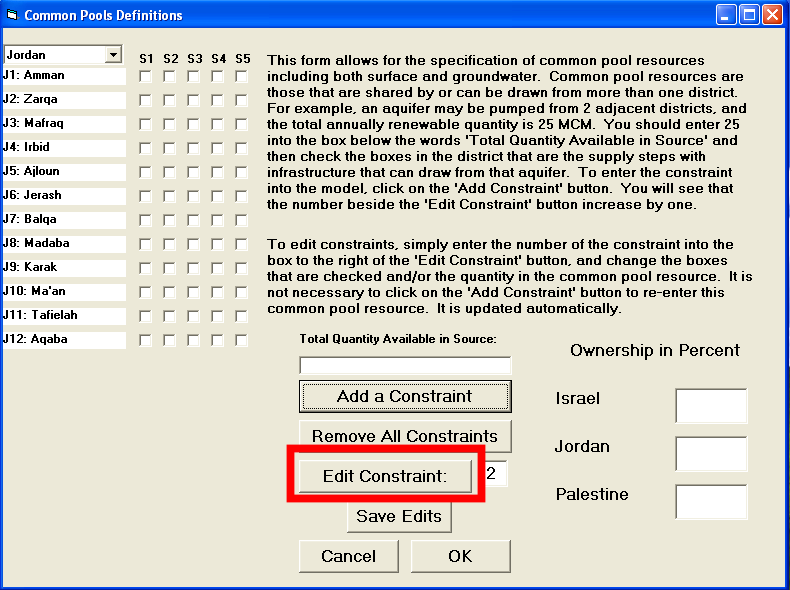 Common Pools Definitions
Jordan
S1 S2 S3 S4 S5
J1: Amman
J2: Zarqa
J3: Mafraq
J4: Irbid
J5: Ajloun
J6: Jerash
J7: Balqa
J8: Madaba
J9: Karak
J10: Ma'an
J11: Tafielah
J12: Aqaba
This form allows for the specification of common pool resources
including both surface and groundwater. Common pool resources are
those that are shared by or can be drawn from more than one district.
For example, an aquifer may be pumped from 2 adjacent districts, and
the total annually renewable quantity is 25 MCM. You should enter 25
into the box below the words 'Total Quantity Available in Source' and
then check the boxes in the district that are the supply steps with
infrastructure that can draw from that aquifer. To enter the constraint
into the model, click on the 'Add Constraint' button. You will see that
the number beside the 'Edit Constraint' button increase by one.
To edit constraints, simply enter the number of the constraint into the
box to the right of the 'Edit Constraint' button, and change the boxes
that are checked and/or the quantity in the common pool resource. It is
not necessary to click on the 'Add Constraint' button to re-enter this
common pool resource. It is updated automatically.
Total Quantity Available in Source:
Add a Constraint
Remove All Constraints
Edit Constraint: 2
Save Edits
Cancel OK
Ownership in Percent
Israel
Jordan
Palestine